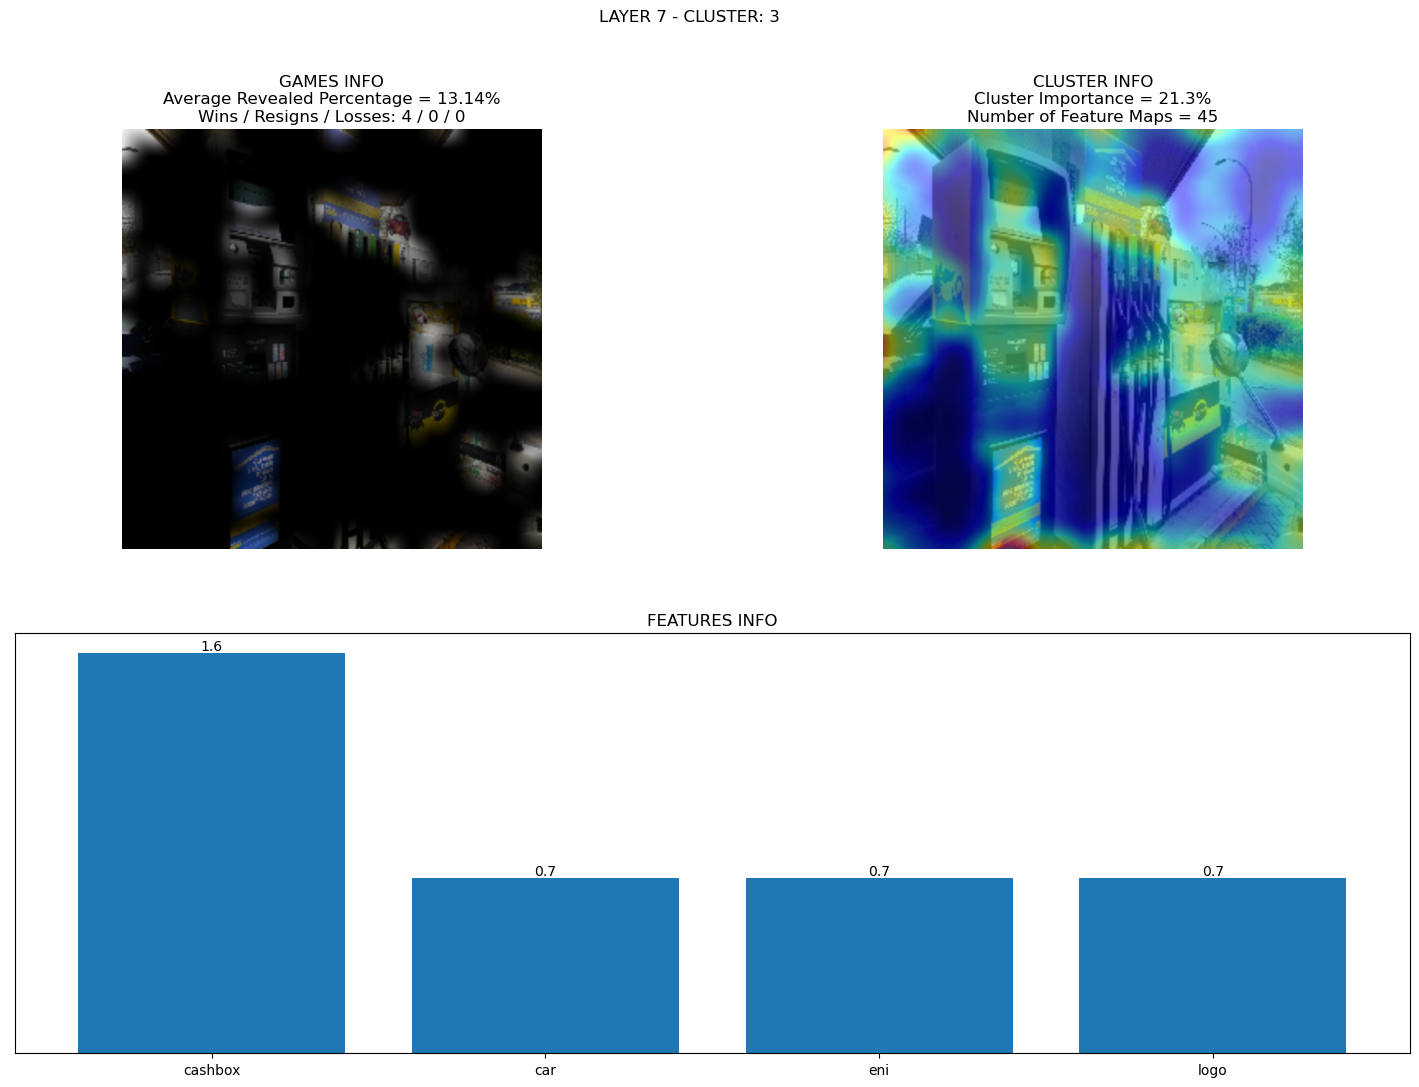 LAYER 7 - CLUSTER: 3
GAMES INFO
Average Revealed Percentage = 13.14%
Wins / Resigns / Losses: 4 / 0 / 0
CLUSTER INFO
Cluster Importance = 21.3%
Number of Feature Maps = 45
FEATURES INFO
1.6
0.7
0.7
0.7
cashbox
car
eni
logo